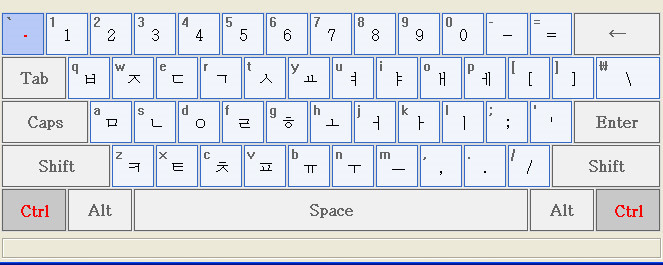 ` - 1 1 2 2 3 3 4 4 5 5 6 6 7 7 8 8 9 9 0 0 - - = = ←
Tab q ㅂ w ㅈ e ㄷ r ㄱ t ㅅ y ㅛ u ㅕ i ㅑ o ㅐ p ㅔ [ [ ] ] ₩ \
Caps a ㅁ s ㄴ d ㅇ f ㄹ g ㅎ h ㅗ j ㅓ k ㅏ l ㅣ ; ; ' ' Enter
Shift z ㅋ x ㅌ c ㅊ v ㅍ b ㅠ n ㅜ m ㅡ , , . . / / Shift
Ctrl Alt Space Alt Ctrl